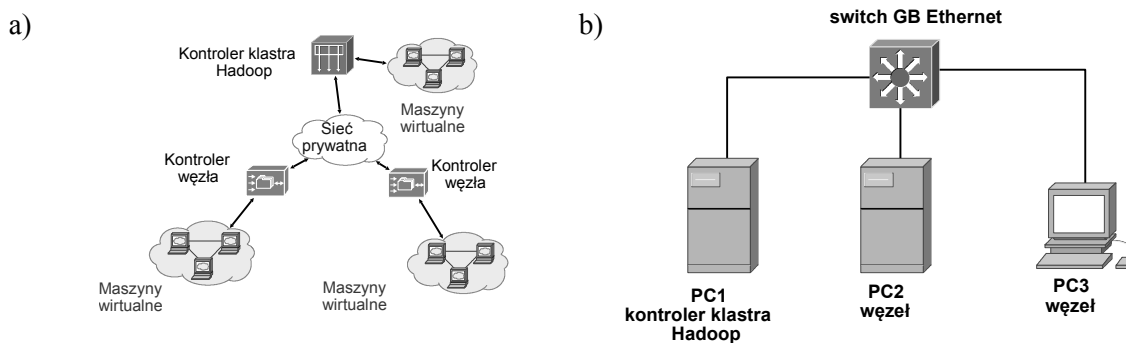 a)
Kontroler klastra
Hadoop
Maszyny
wirtualne
Sieć
prywatna
Kontroler
węzła
Kontroler
węzła
Maszyny
wirtualne
Maszyny
wirtualne
b)
switch GB Ethernet
PC1
kontroler klastra
Hadoop
PC2
węzeł
PC3
węzeł